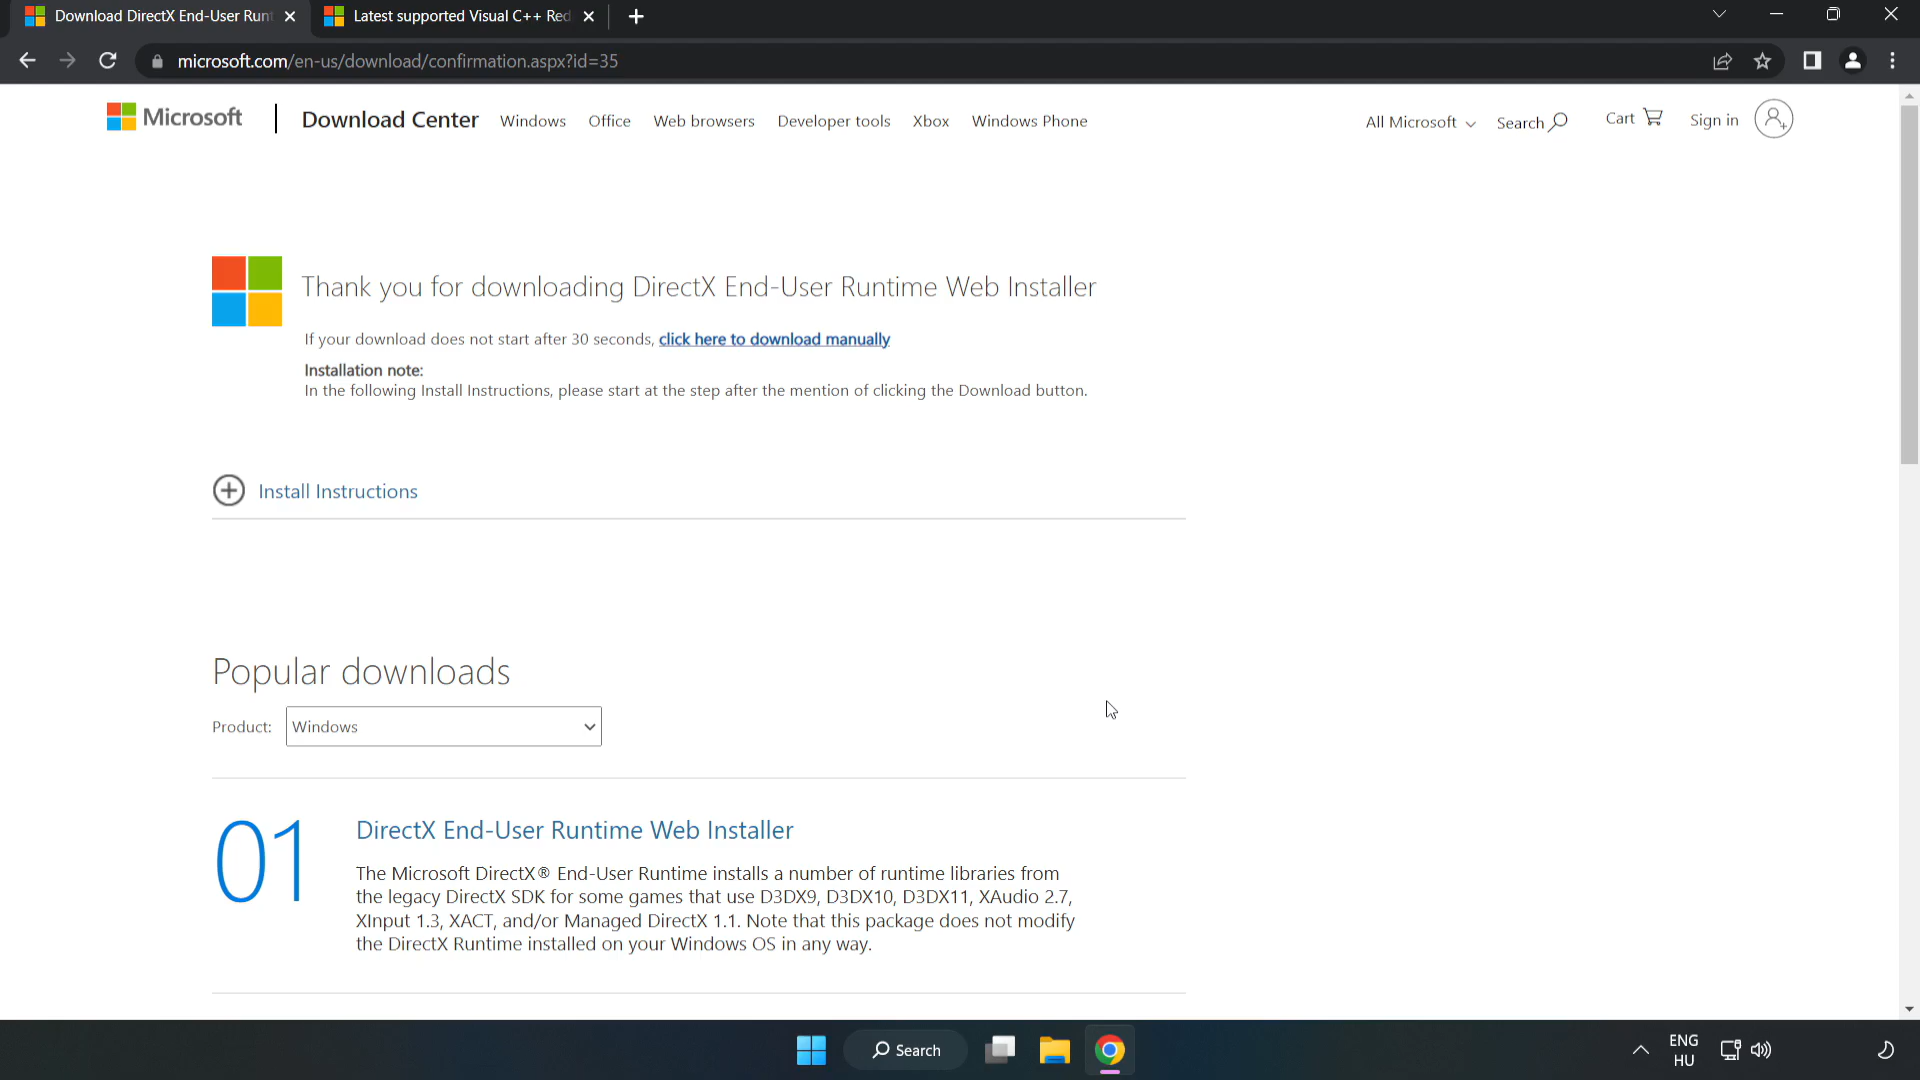 Download DirectX End-User Runt
Latest supported Visual C++ Red
microsoft.com/en-us/download/confirmation.aspx?id=35
Microsoft
Download Center
Windows
Office
Web browsers
Developer tools
Xbox
Windows Phone
All Microsoft
Search
Cart
Sign in
Thank you for downloading DirectX End-User Runtime Web Installer
If your download does not start after 30 seconds, click here to download manually
Installation note:
In the following Install Instructions, please start at the step after the mention of clicking the Download button.
Install Instructions
Popular downloads
Product: Windows
01
DirectX End-User Runtime Web Installer
The Microsoft DirectX® End-User Runtime installs a number of runtime libraries from
the legacy DirectX SDK for some games that use D3DX9, D3DX10, D3DX11, XAudio 2.7,
XInput 1.3, XACT, and/or Managed DirectX 1.1. Note that this package does not modify
the DirectX Runtime installed on your Windows OS in any way.
Search
ENG
HU